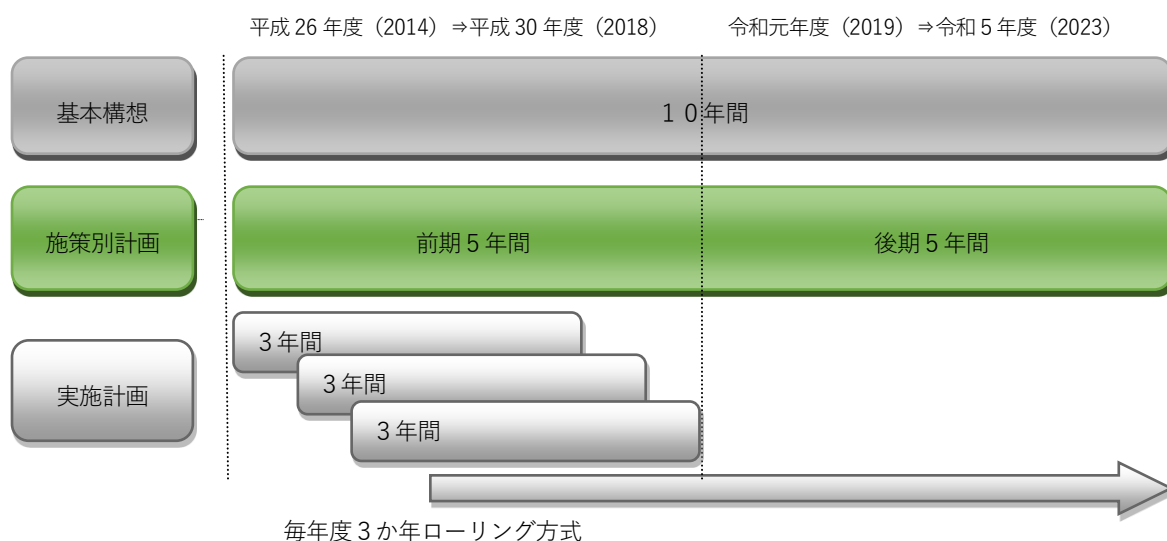 平成 26 年度（2014）⇒平成 30 年度（2018） 令和元年度（2019）⇒令和 5 年度（2023）
基本構想 １０年間
施策別計画 前期 5 年間 後期 5 年間
3 年間
3 年間
実施計画
3 年間
毎年度 3 か年ローリング方式